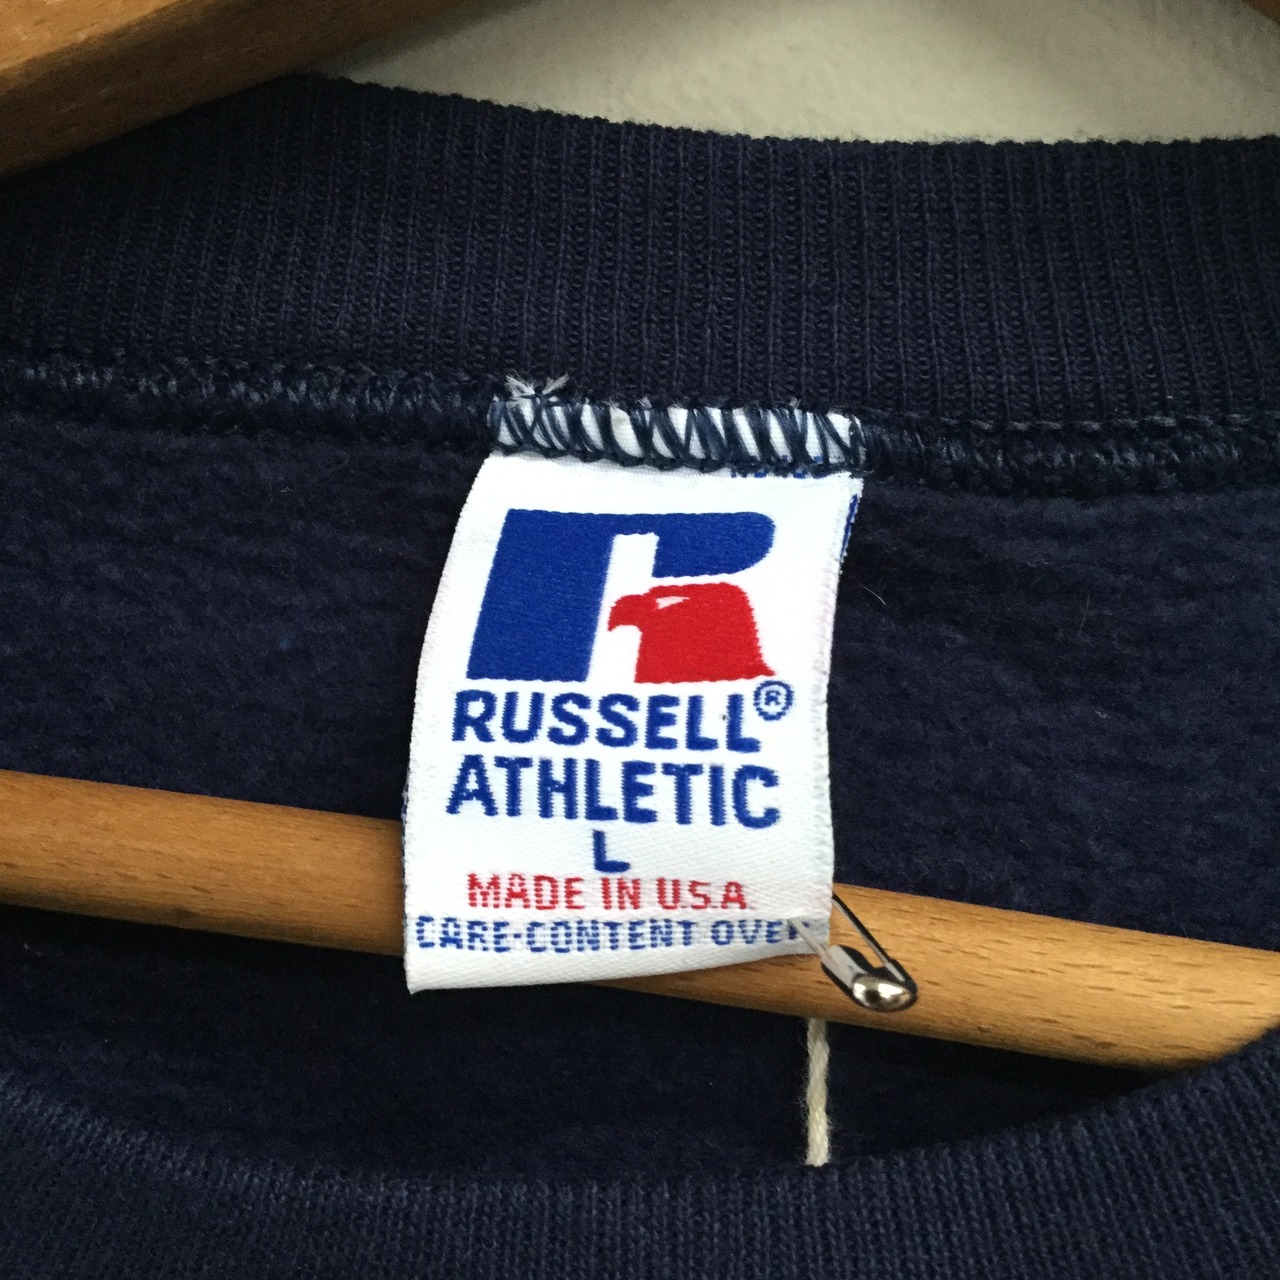 RUSSELL®
ATHLETIC
L
MADE IN U.S.A
CARE-CONTENT OVER